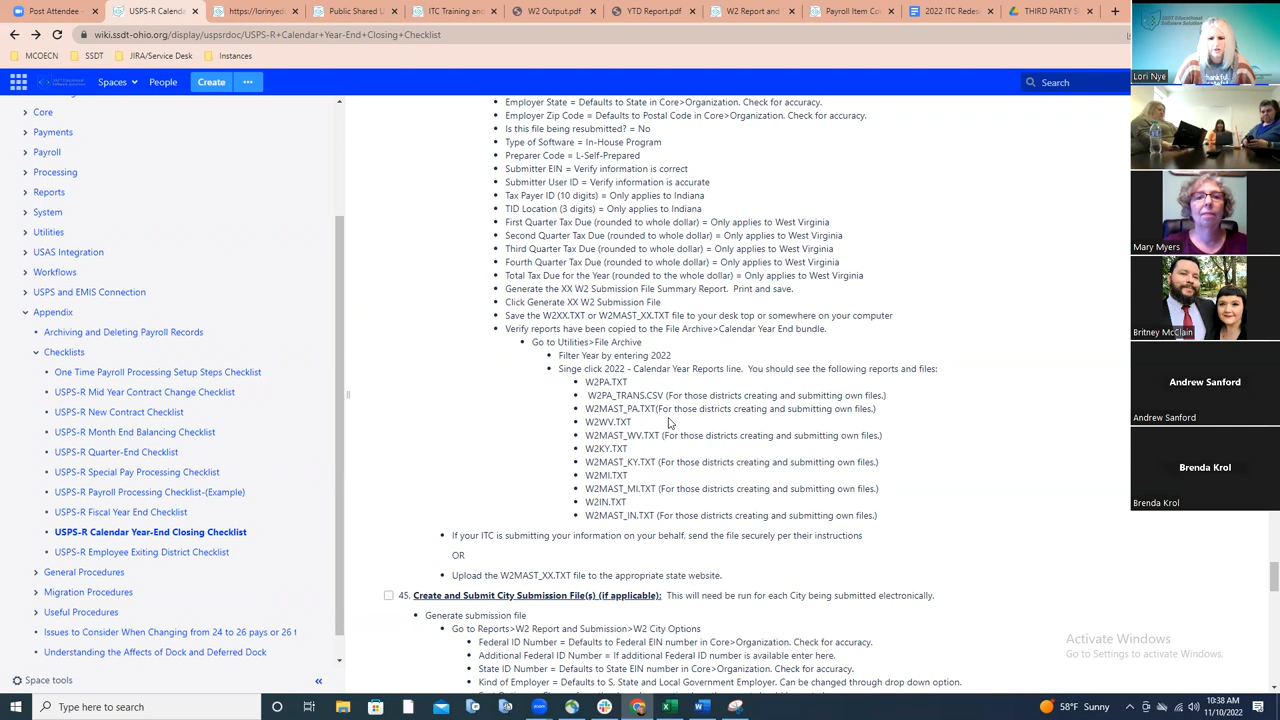 Post Attendee -
USPS-R Calend
https://lorinyed
Public Shared U
ITC Training and
W2 Output.pdf
YTD Report.pdf
W2 Report and
Payroll Item Co
2022 ITC Redes
THIRD PARTY S
wiki.ssdt-ohio.org/display/uspsrdoc/USPS-R+Calendar+Year-End+Closing+Checklist
MCOECN
SSDT
JIRA/Service Desk
Instances
Spaces
People
Create
Search
Core
Payments
Payroll
Processing
Reports
System
Utilities
USAS Integration
Workflows
USPS and EMIS Connection
Appendix
Archiving and Deleting Payroll Records
Checklists
One Time Payroll Processing Setup Steps Checklist
USPS-R Mid Year Contract Change Checklist
USPS-R New Contract Checklist
USPS-R Month End Balancing Checklist
USPS-R Quarter-End Checklist
USPS-R Special Pay Processing Checklist
USPS-R Payroll Processing Checklist-(Example)
USPS-R Fiscal Year End Checklist
USPS-R Calendar Year-End Closing Checklist
USPS-R Employee Exiting District Checklist
General Procedures
Migration Procedures
Useful Procedures
Issues to Consider When Changing from 24 to 26 pays or 26 t
Understanding the Affects of Dock and Deferred Dock
Space tools
Employer State = Defaults to State in Core>Organization. Check for accuracy.
Employer Zip Code = Defaults to Postal Code in Core>Organization. Check for accuracy.
Is this file being resubmitted? = No
Type of Software = In-House Program
Preparer Code = L-Self-Prepared
Submitter EIN = Verify information is correct
Submitter User ID = Verify information is accurate
Tax Payer ID (10 digits) = Only applies to Indiana
TID Location (3 digits) = Only applies to Indiana
First Quarter Tax Due (rounded to whole dollar) = Only applies to West Virginia
Second Quarter Tax Due (rounded to whole dollar) = Only applies to West Virginia
Third Quarter Tax Due (rounded to whole dollar) = Only applies to West Virginia
Fourth Quarter Tax Due (rounded to whole dollar) = Only applies to West Virginia
Total Tax Due for the Year (rounded to the whole dollar) = Only applies to West Virginia
Generate the XX W2 Submission File Summary Report. Print and save.
Click Generate XX W2 Submission File
Save the W2XX.TXT or W2MAST_XX.TXT file to your desk top or somewhere on your computer
Verify reports have been copied to the File Archive>Calendar Year End bundle.
Go to Utilities>File Archive
Filter Year by entering 2022
Singe click 2022 - Calendar Year Reports line. You should see the following reports and files:
W2PA.TXT
W2PA_TRANS.CSV (For those districts creating and submitting own files.)
W2MAST_PA.TXT(For those districts creating and submitting own files.)
W2WV.TXT
W2MAST_WV.TXT (For those districts creating and submitting own files.)
W2KY.TXT
W2MAST_KY.TXT (For those districts creating and submitting own files.)
W2MI.TXT
W2MAST_MI.TXT (For those districts creating and submitting own files.)
W2IN.TXT
W2MAST_IN.TXT (For those districts creating and submitting own files.)
If your ITC is submitting your information on your behalf, send the file securely per their instructions
OR
Upload the W2MAST_XX.TXT file to the appropriate state website.
45. Create and Submit City Submission File(s) (if applicable): This will need be run for each City being submitted electronically.
Generate submission file
Go to Reports>W2 Report and Submission>W2 City Options
Federal ID Number = Defaults to Federal EIN number in Core>Organization. Check for accuracy.
Additional Federal ID Number = If additional Federal ID number is available enter here.
State ID Number = Defaults to State EIN number in Core>Organization. Check for accuracy.
Kind of Employer = Defaults to S, State and Local Government Employer. Can be changed through drop down option.
Lori Nye
Mary Myers
Britney McClain
Andrew Sanford
Andrew Sanford
Brenda Krol
Brenda Krol
Activate Windows
Go to Settings to activate Windows.
Type here to search
58°F Sunny
10:38 AM
11/10/2022